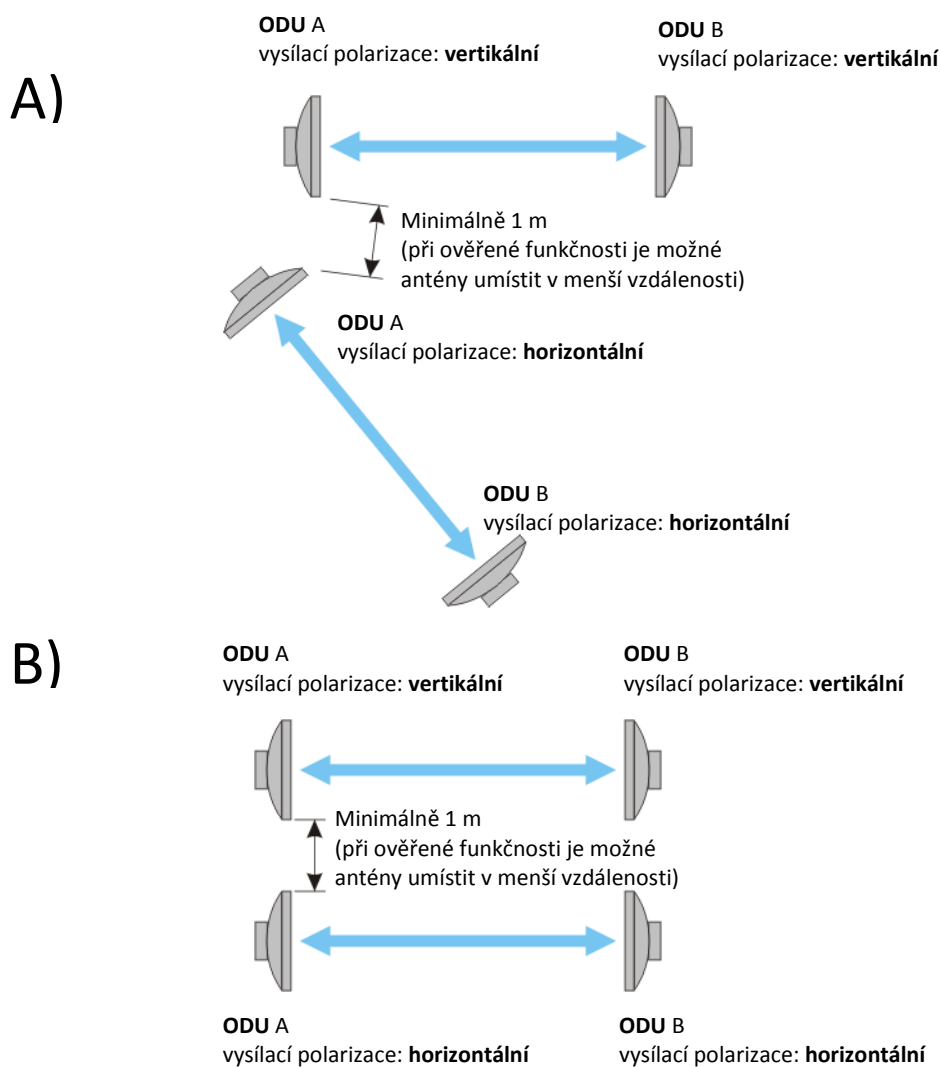 ODU A
vysílací polarizace: vertikální
ODU B
vysílací polarizace: vertikální
A)
Minimálně 1 m
(při ověřené funkčnosti je možné
antény umístit v menší vzdálenosti)
ODU A
vysílací polarizace: horizontální
ODU B
vysílací polarizace: horizontální
B)
ODU A
vysílací polarizace: vertikální
ODU B
vysílací polarizace: vertikální
Minimálně 1 m
(při ověřené funkčnosti je možné
antény umístit v menší vzdálenosti)
ODU A
vysílací polarizace: horizontální
ODU B
vysílací polarizace: horizontální